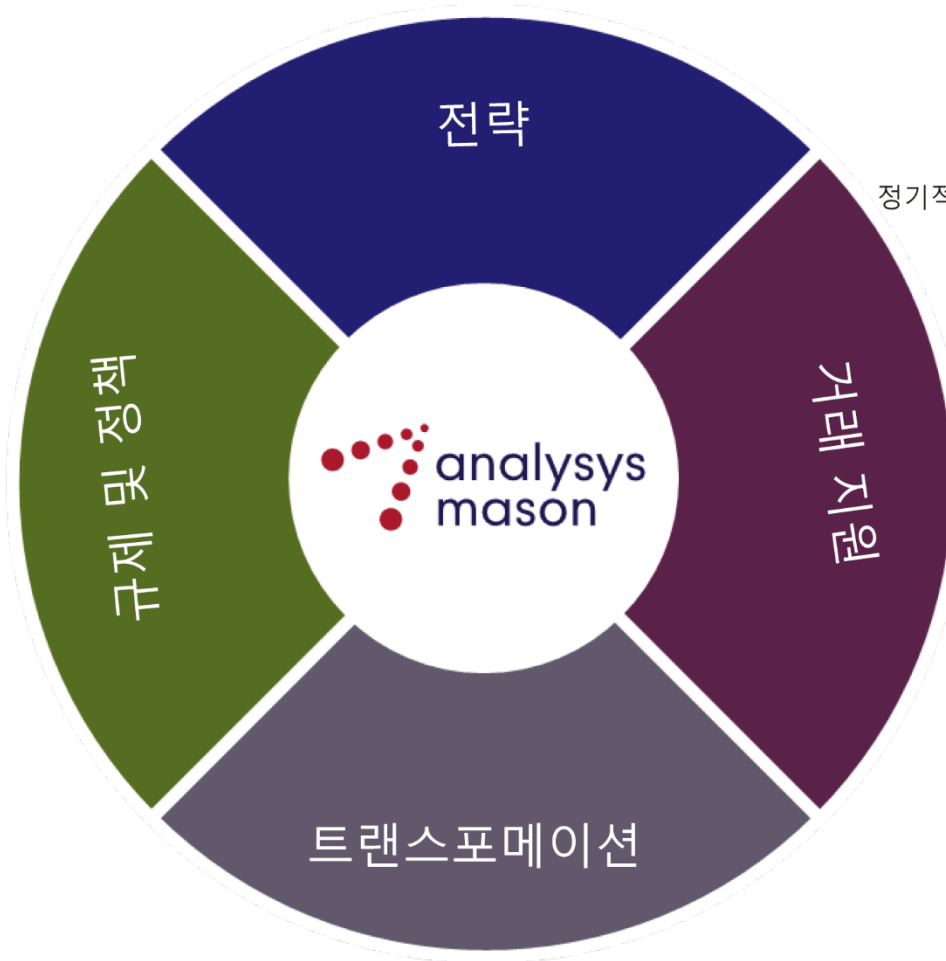 전략
정기적
거래 지원
규제 및 정책
analysys
mason
트랜스포메이션